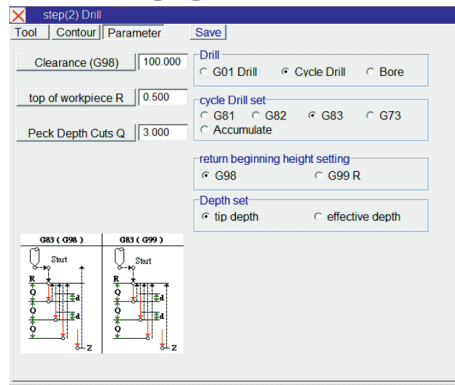 step(2) Drill
Tool Contour Parameter Save
Clearance (G98) 100.000
top of workpiece R 0.500
Peck Depth Cuts Q 3.000
Drill
G01 Drill Cycle Drill Bore
cycle Drill set
G81 G82 G83 G73
Accumulate
return beginning height setting
G98 G99 R
Depth set
tip depth effective depth
G83 ( G98 ) G83 ( G99 )
Start Start
R R
Q Q
d d
Q Q
d d
Q Q
Z Z